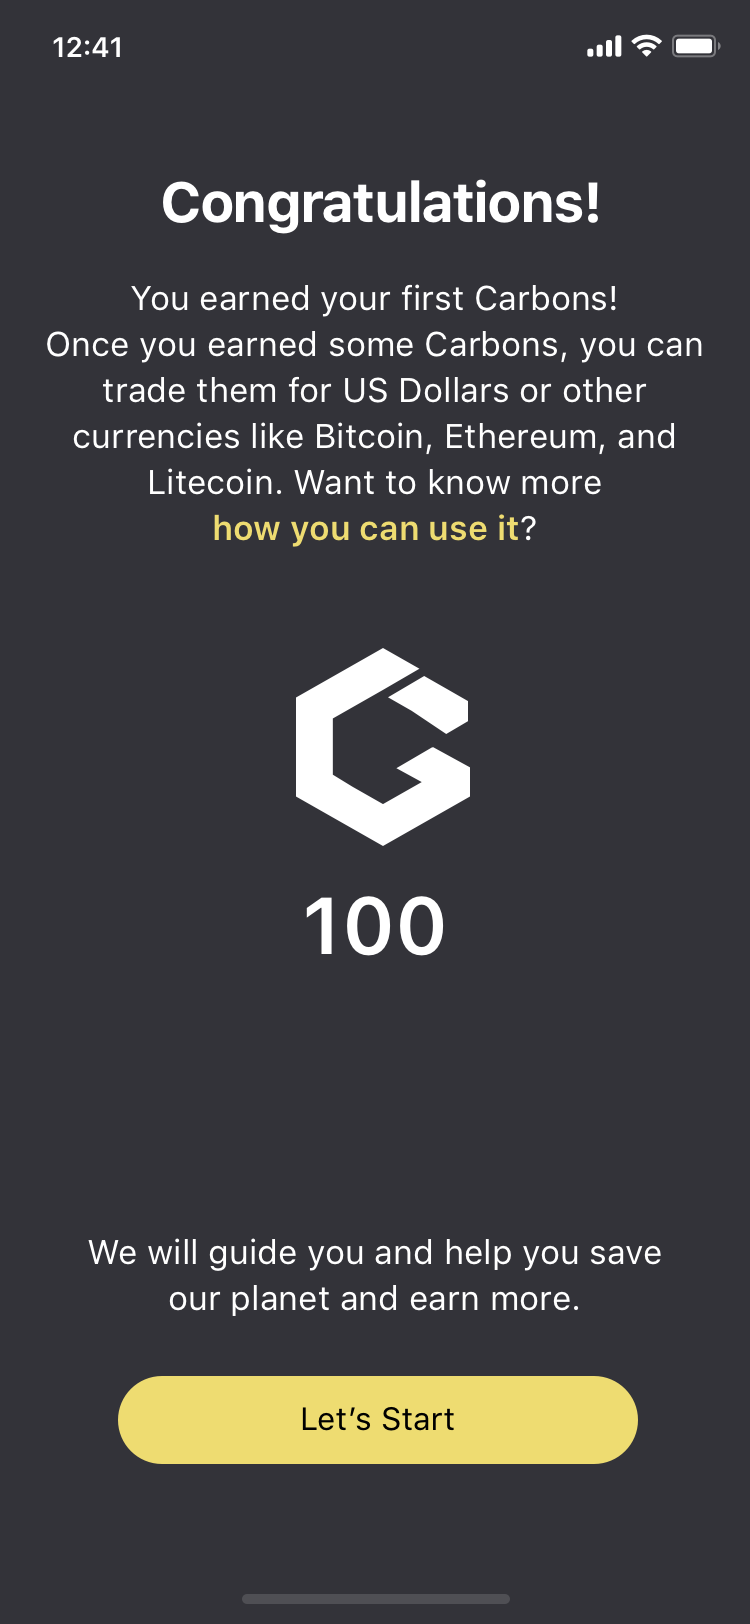 12:41
Congratulations!
You earned your first Carbons!
Once you earned some Carbons, you can
trade them for US Dollars or other
currencies like Bitcoin, Ethereum, and
Litecoin. Want to know more
how you can use it?
100
We will guide you and help you save
our planet and earn more.
Let’s Start